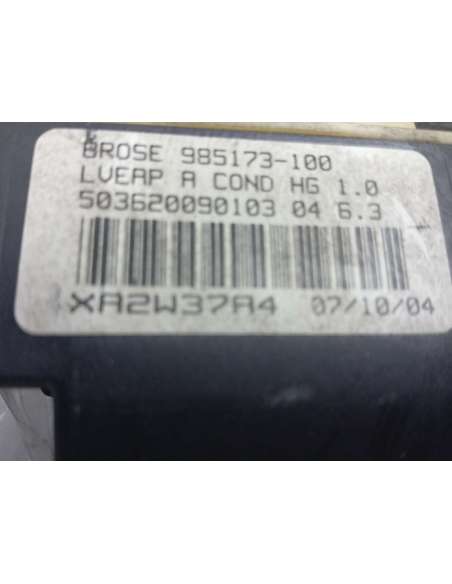 BROSE 985173-100
LVEAP A COND HG 1.0
503620090103 04 6.3
XA2W37A4 07/10/04